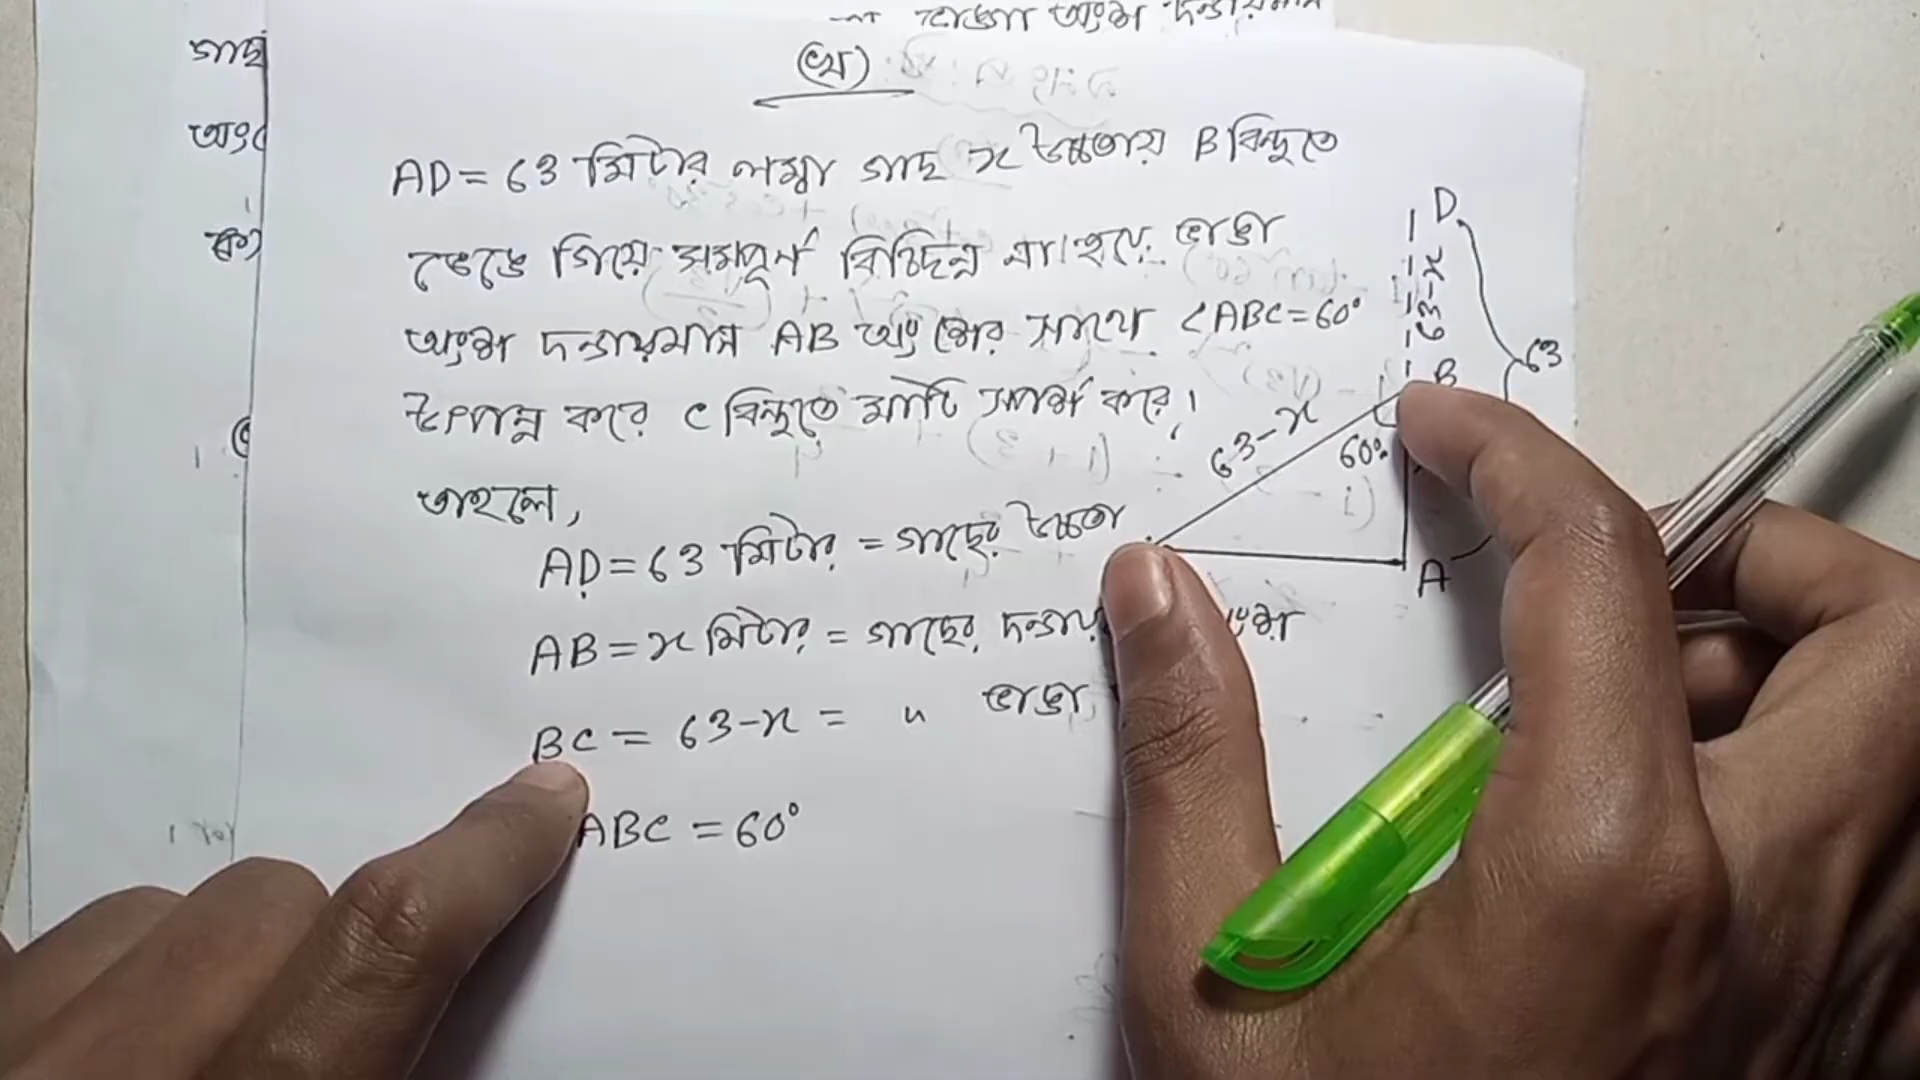 ভাঙা অংশ দন্ডায়মান
গাছ
(খ)
AD = 63 মিটার লম্বা গাছ x উচ্চতায় B বিন্দুতে
ভেঙে গিয়ে সম্পূর্ণ বিচ্ছিন্ন না হয়ে ভাঙা
অংশ দন্ডায়মান AB অংশের সাথে <ABC = 60°
উৎপন্ন করে C বিন্দুতে মাটি স্পর্শ করে।
তাহলে,
AD = 63 মিটার = গাছের উচ্চতা
AB = x মিটার = গাছের দন্ডায় ংশ
BC = 63-x = " ভাঙা
ABC = 60°
D
63-x
63
B
63-x
60°
A